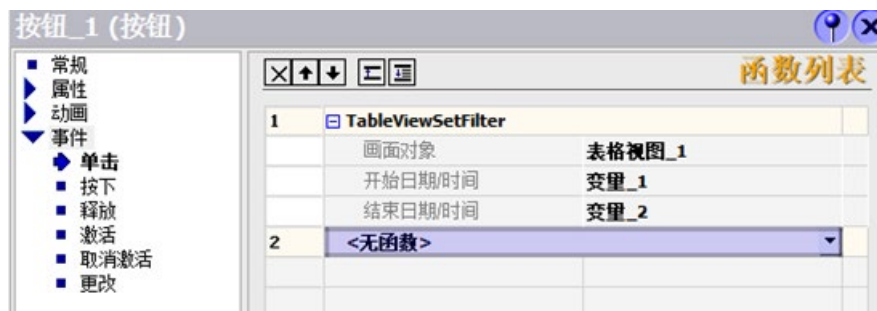 按钮_1 (按钮)
常规
属性
动画
事件
单击
按下
释放
激活
取消激活
更改
函数列表
1 TableViewSetFilter
画面对象 表格视图_1
开始日期/时间 变量_1
结束日期/时间 变量_2
2 <无函数>